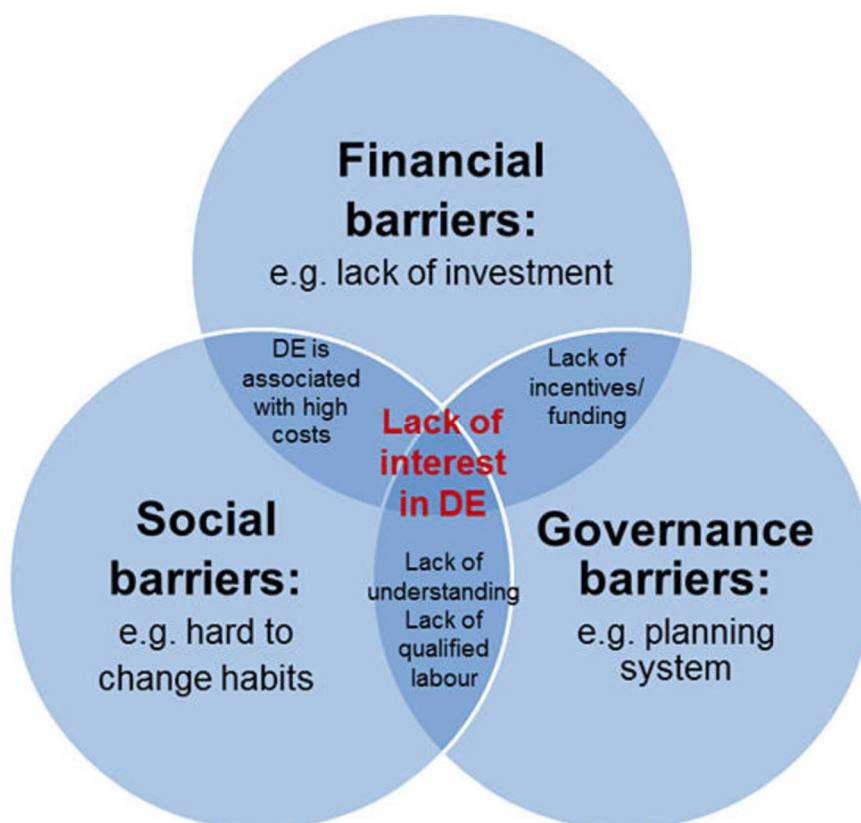 Financial
barriers:
e.g. lack of investment
DE is
associated
with high
costs
Lack of
incentives/
funding
Lack of
interest
in DE
Social
barriers:
e.g. hard to
change habits
Lack of
understanding
Lack of
qualified
labour
Governance
barriers:
e.g. planning
system